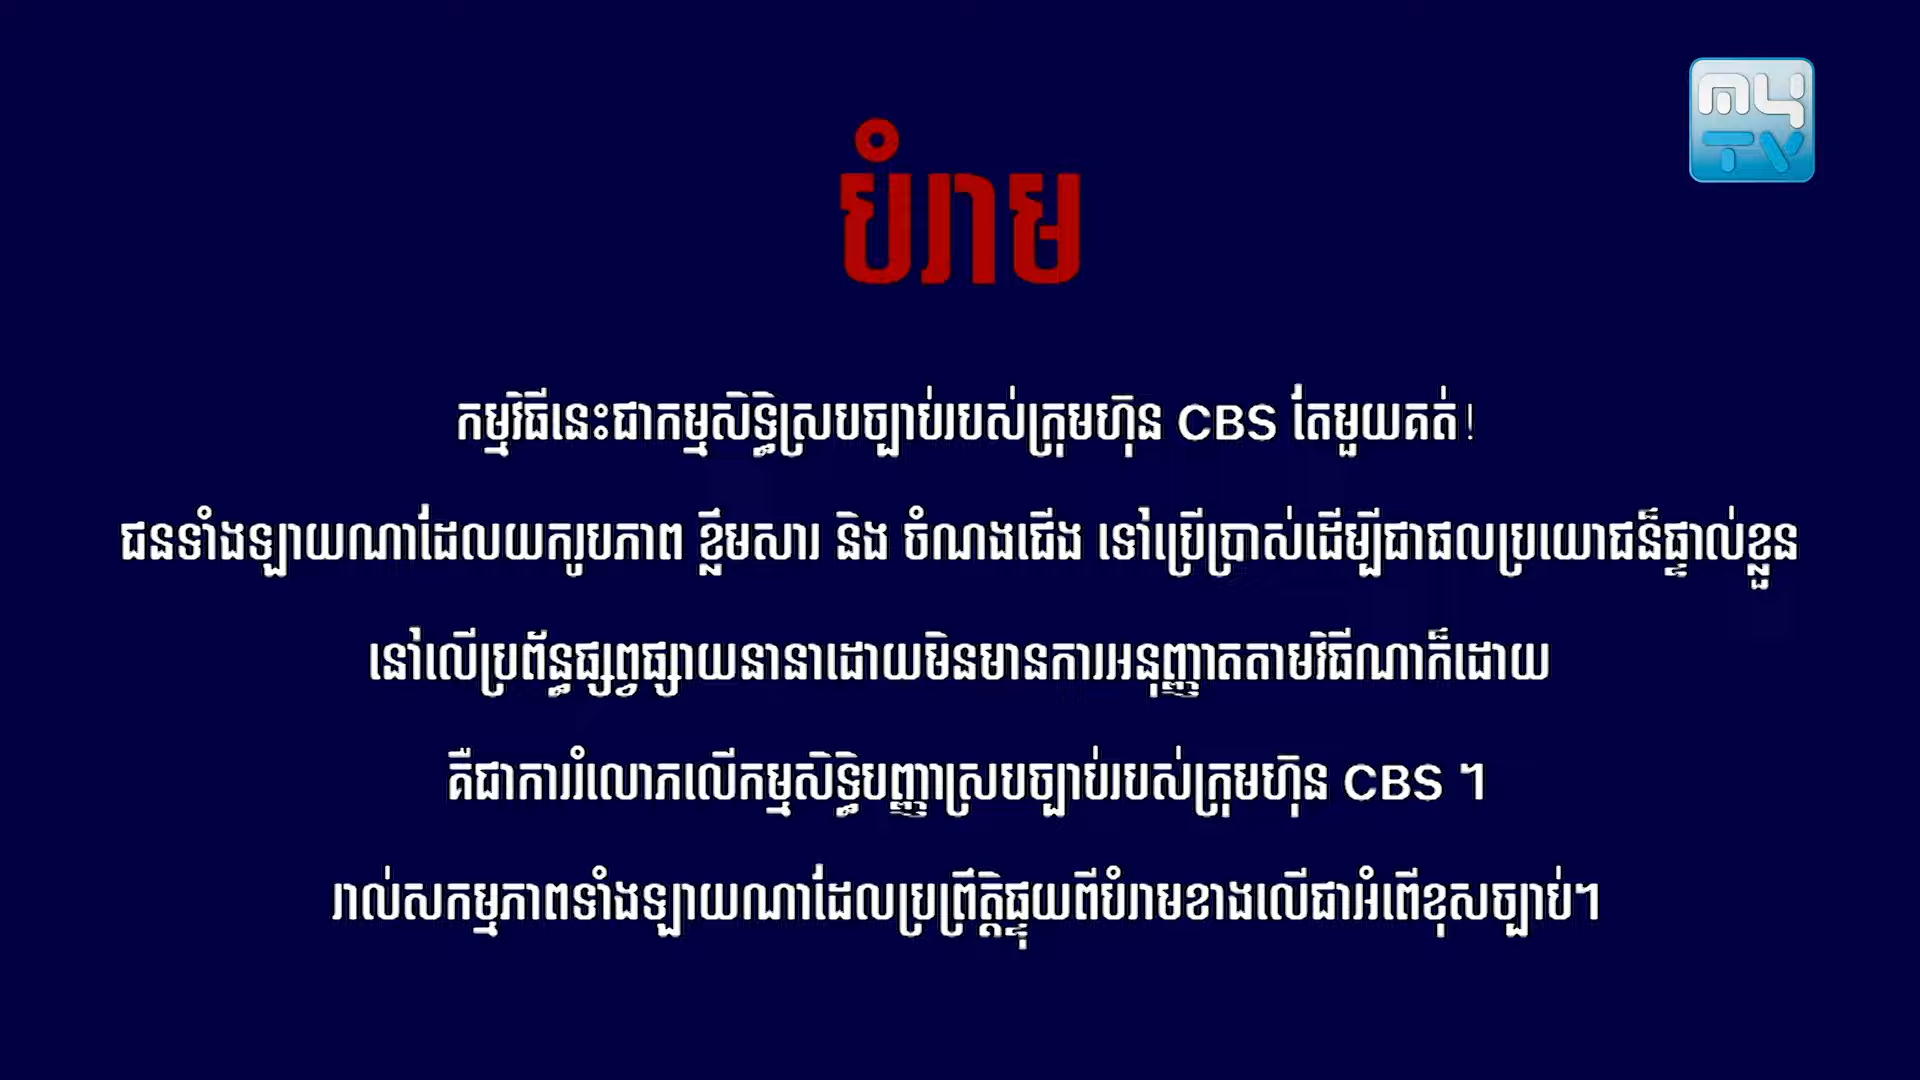 MYTV
បំរាម
កម្មវិធីនេះជាកម្មសិទ្ធិស្របច្បាប់របស់ក្រុមហ៊ុន CBS តែមួយគត់!
ជនទាំងឡាយណាដែលយករូបភាព ខ្លឹមសារ និង ចំណងជើង ទៅប្រើប្រាស់ដើម្បីជាផលប្រយោជន៏ផ្ទាល់ខ្លួន
នៅលើប្រព័ន្ធផ្សព្វផ្សាយនានាដោយមិនមានការអនុញ្ញាតតាមវិធីណាក៏ដោយ
គឺជាការរំលោភលើកម្មសិទ្ធិបញ្ញាស្របច្បាប់របស់ក្រុមហ៊ុន CBS ។
រាល់សកម្មភាពទាំងឡាយណាដែលប្រព្រឹត្តិផ្ទុយពីបំរាមខាងលើជាអំពើខុសច្បាប់។